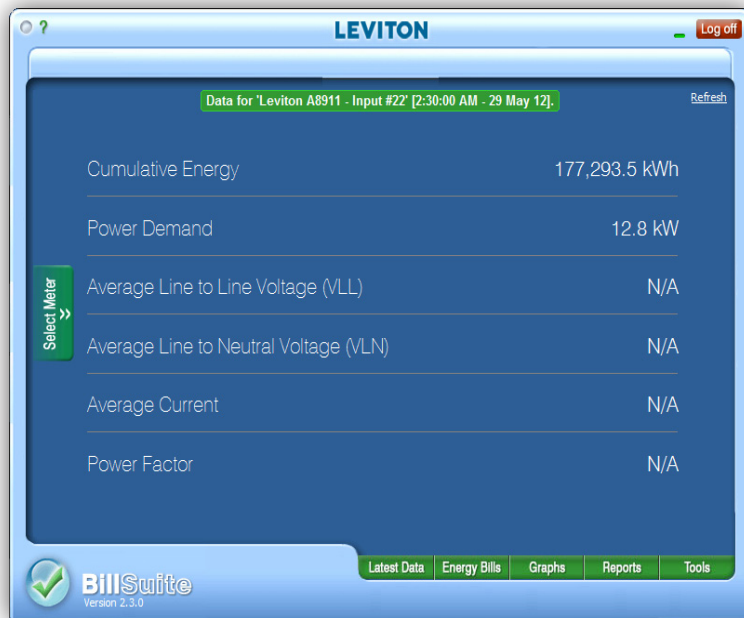 ?
LEVITON
Log off
Data for 'Leviton A8911 - Input #22' [2:30:00 AM - 29 May 12].
Refresh
Cumulative Energy 177,293.5 kWh
Power Demand 12.8 kW
Average Line to Line Voltage (VLL) N/A
Average Line to Neutral Voltage (VLN) N/A
Average Current N/A
Power Factor N/A
Select Meter
Latest Data Energy Bills Graphs Reports Tools
BillSuite
Version 2.3.0